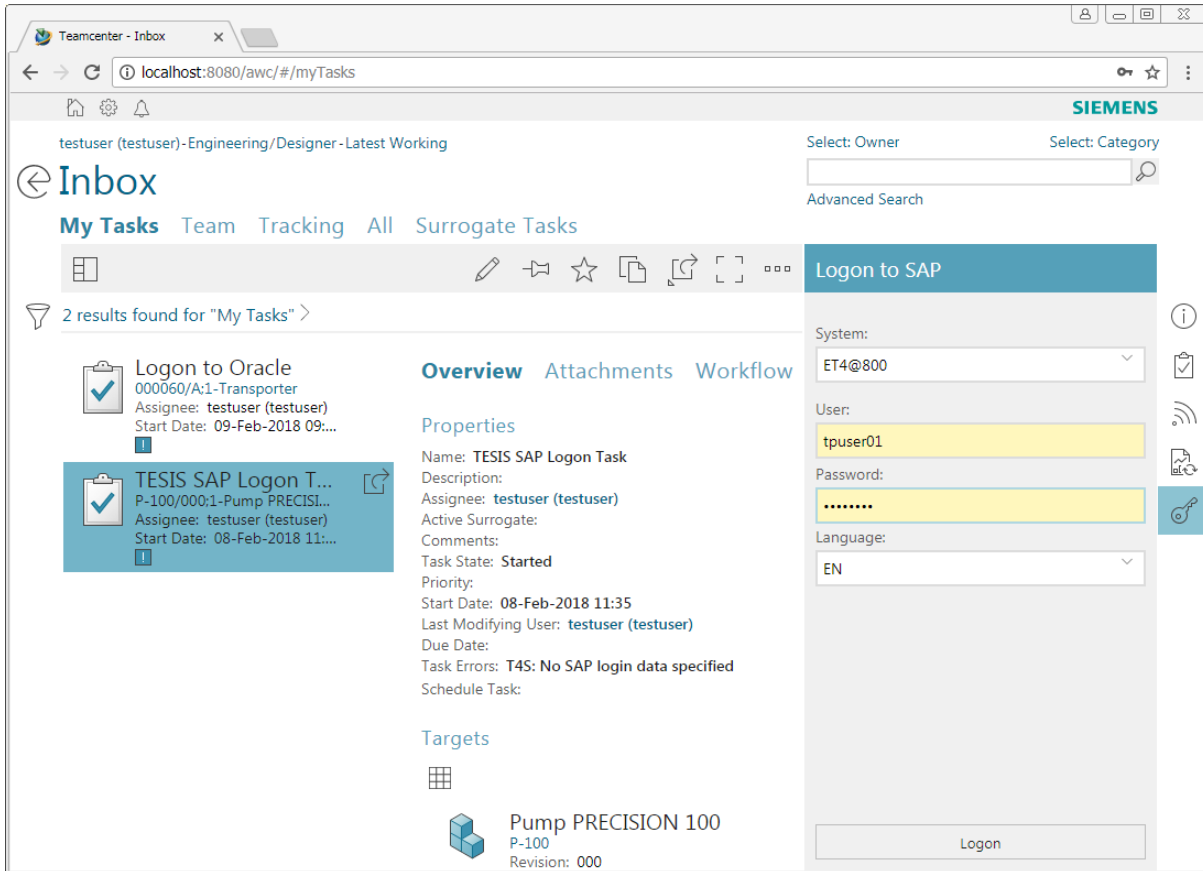 Teamcenter - Inbox
localhost:8080/awc/#/myTasks
SIEMENS
testuser (testuser)-Engineering/Designer-Latest Working
Select: Owner
Select: Category
Inbox
Advanced Search
My Tasks Team Tracking All Surrogate Tasks
2 results found for "My Tasks"
Logon to Oracle
000060/A;1-Transporter
Assignee: testuser (testuser)
Start Date: 09-Feb-2018 09:...
TESIS SAP Logon T...
P-100/000;1-Pump PRECISI...
Assignee: testuser (testuser)
Start Date: 08-Feb-2018 11:...
Overview Attachments Workflow
Properties
Name: TESIS SAP Logon Task
Description:
Assignee: testuser (testuser)
Active Surrogate:
Comments:
Task State: Started
Priority:
Start Date: 08-Feb-2018 11:35
Last Modifying User: testuser (testuser)
Due Date:
Task Errors: T4S: No SAP login data specified
Schedule Task:
Targets
Pump PRECISION 100
P-100
Revision: 000
Logon to SAP
System:
ET4@800
User:
tpuser01
Password:
••••••••
Language:
EN
Logon